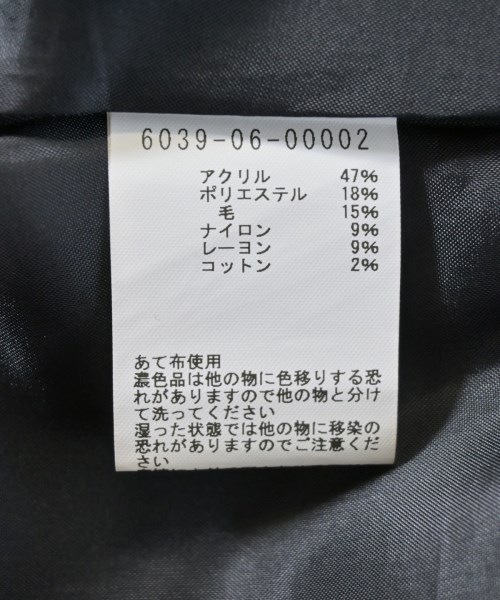 6039-06-00002
アクリル 47%
ポリエステル 18%
毛 15%
ナイロン 9%
レーヨン 9%
コットン 2%
あて布使用
濃色品は他の物に色移りする恐
れがありますので他の物と分け
て洗ってください
湿った状態では他の物に移染の
恐れがありますのでご注意くだ
さい